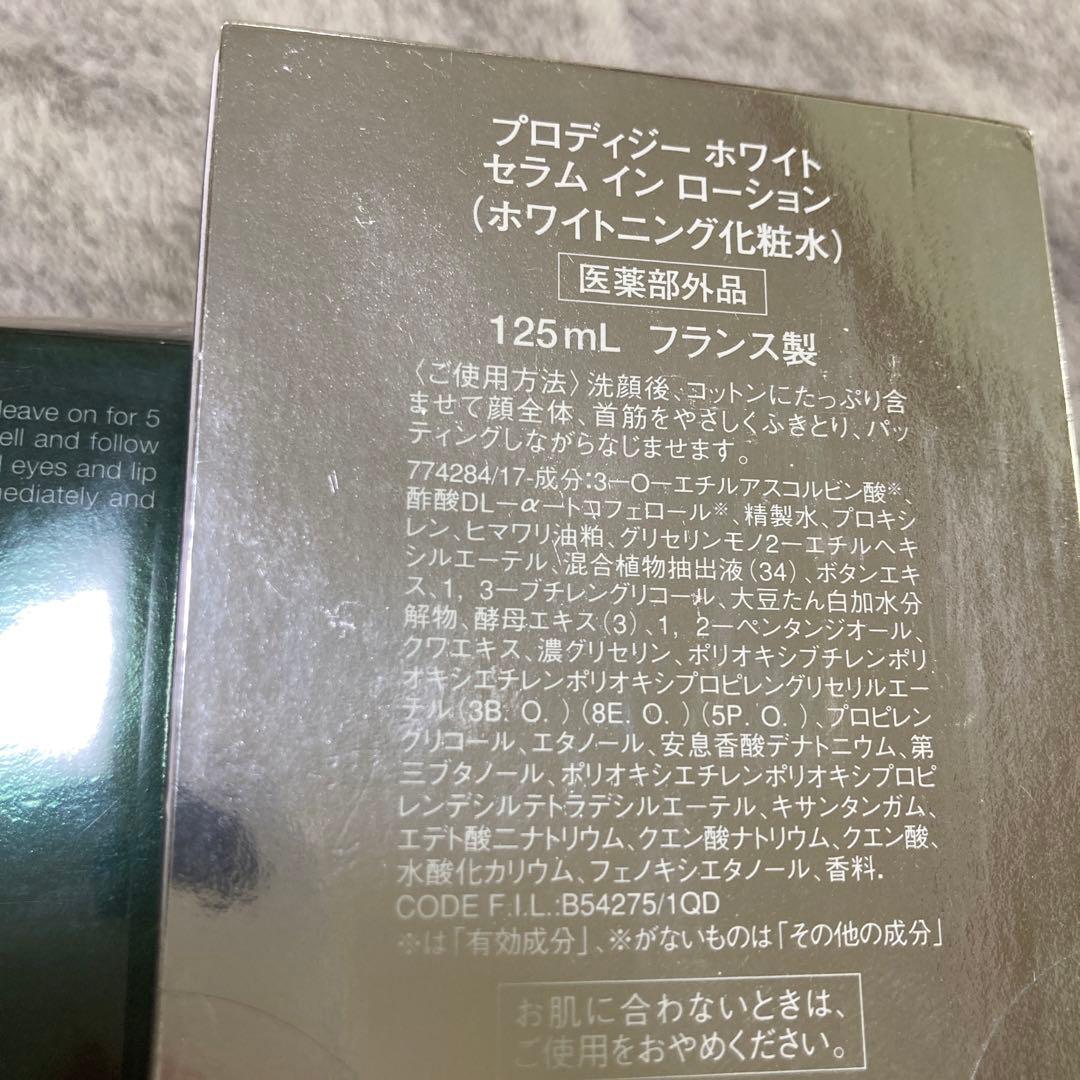 プロディジー ホワイト
セラム イン ローション
(ホワイトニング化粧水)
医薬部外品
125mL フランス製
〈ご使用方法〉洗顔後、コットンにたっぷり含
ませて顔全体、首筋をやさしくふきとり、パッ
ティングしながらなじませます。
774284/17-成分:3ーOーエチルアスコルビン酸※、
酢酸DLーαートコフェロール※、精製水、プロキシ
レン、ヒマワリ油粕、グリセリンモノ2ーエチルヘキ
シルエーテル、混合植物抽出液(34)、ボタンエキ
ス、1, 3ーブチレングリコール、大豆たん白加水分
解物、酵母エキス(3)、1, 2ーペンタンジオール、
クワエキス、濃グリセリン、ポリオキシブチレンポリ
オキシエチレンポリオキシプロピレングリセリルエー
テル(3B. O. )(8E. O. )(5P. O. )、プロピレン
グリコール、エタノール、安息香酸デナトニウム、第
三ブタノール、ポリオキシエチレンポリオキシプロピ
レンデシルテトラデシルエーテル、キサンタンガム、
エデト酸二ナトリウム、クエン酸ナトリウム、クエン酸、
水酸化カリウム、フェノキシエタノール、香料.
CODE F.I.L.:B54275/1QD
※は「有効成分」、※がないものは「その他の成分」
お肌に合わないときは、
ご使用をおやめください。
leave on for 5
ell and follow
eyes and lip
nediately and